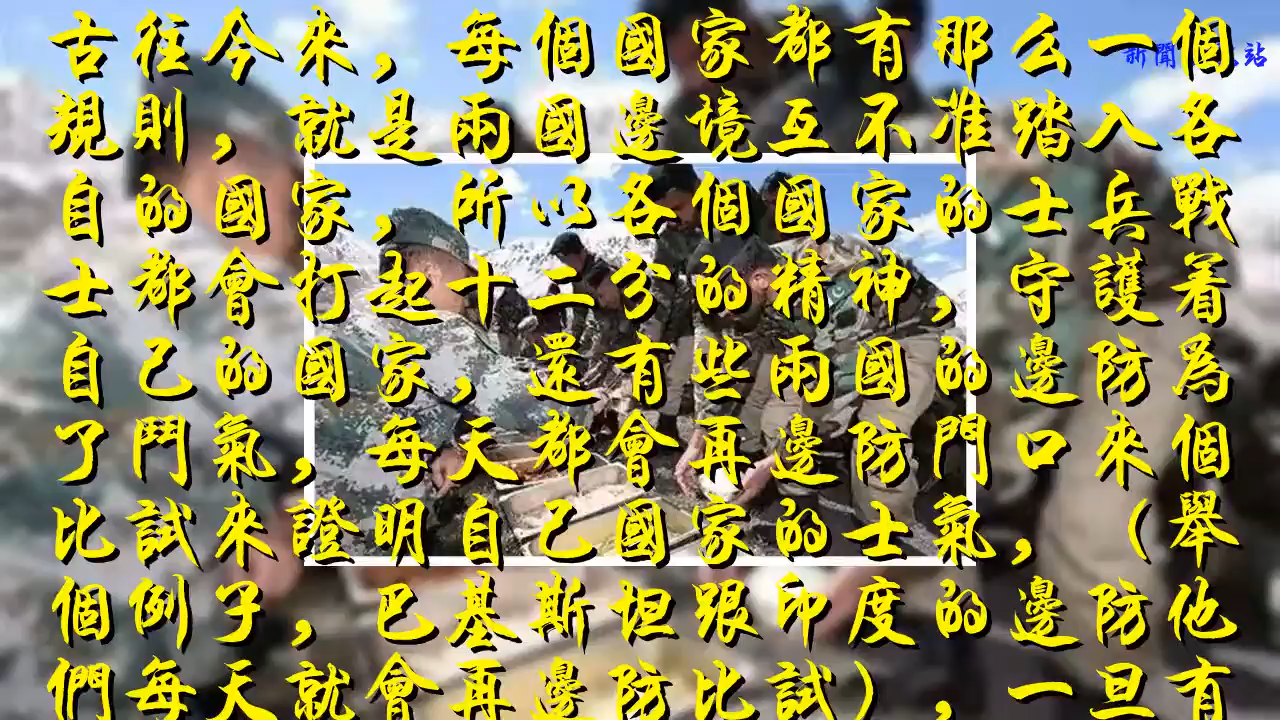 古往今來，每個國家都有那么一個
規則，就是兩國邊境互不准踏入各
自的國家，所以各個國家的士兵戰
士都會打起十二分的精神，守護着
自己的國家，還有些兩國的邊防為
了鬥氣，每天都會再邊防門口來個
比試來證明自己國家的士氣，（舉
個例子，巴基斯坦跟印度的邊防他
們每天就會再邊防比試），一旦有
新聞
站